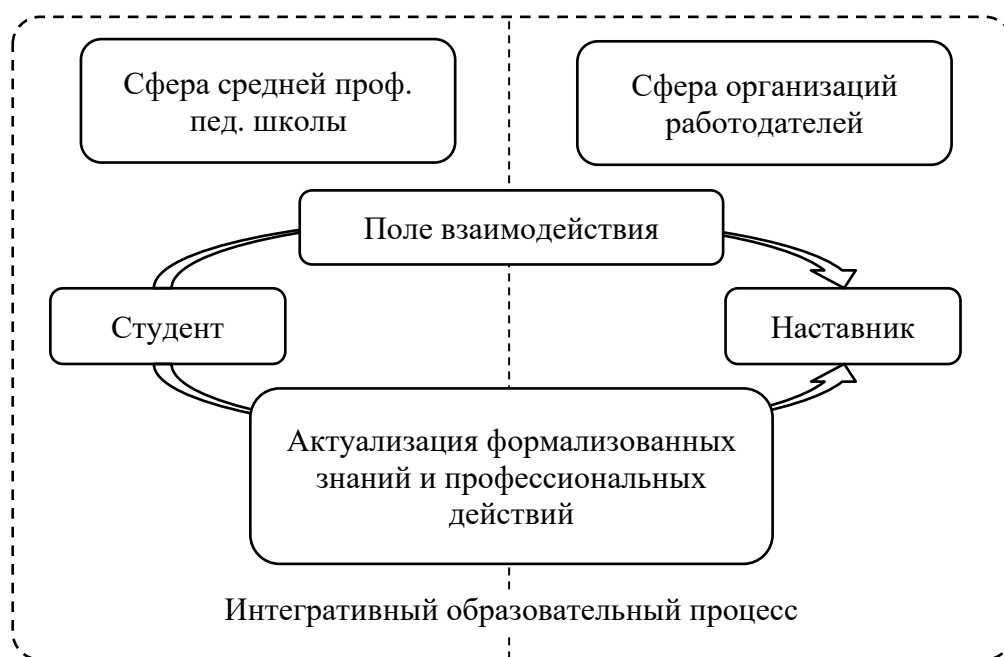 Сфера средней проф.
пед. школы
Сфера организаций
работодателей
Поле взаимодействия
Студент
Наставник
Актуализация формализованных
знаний и профессиональных
действий
Интегративный образовательный процесс